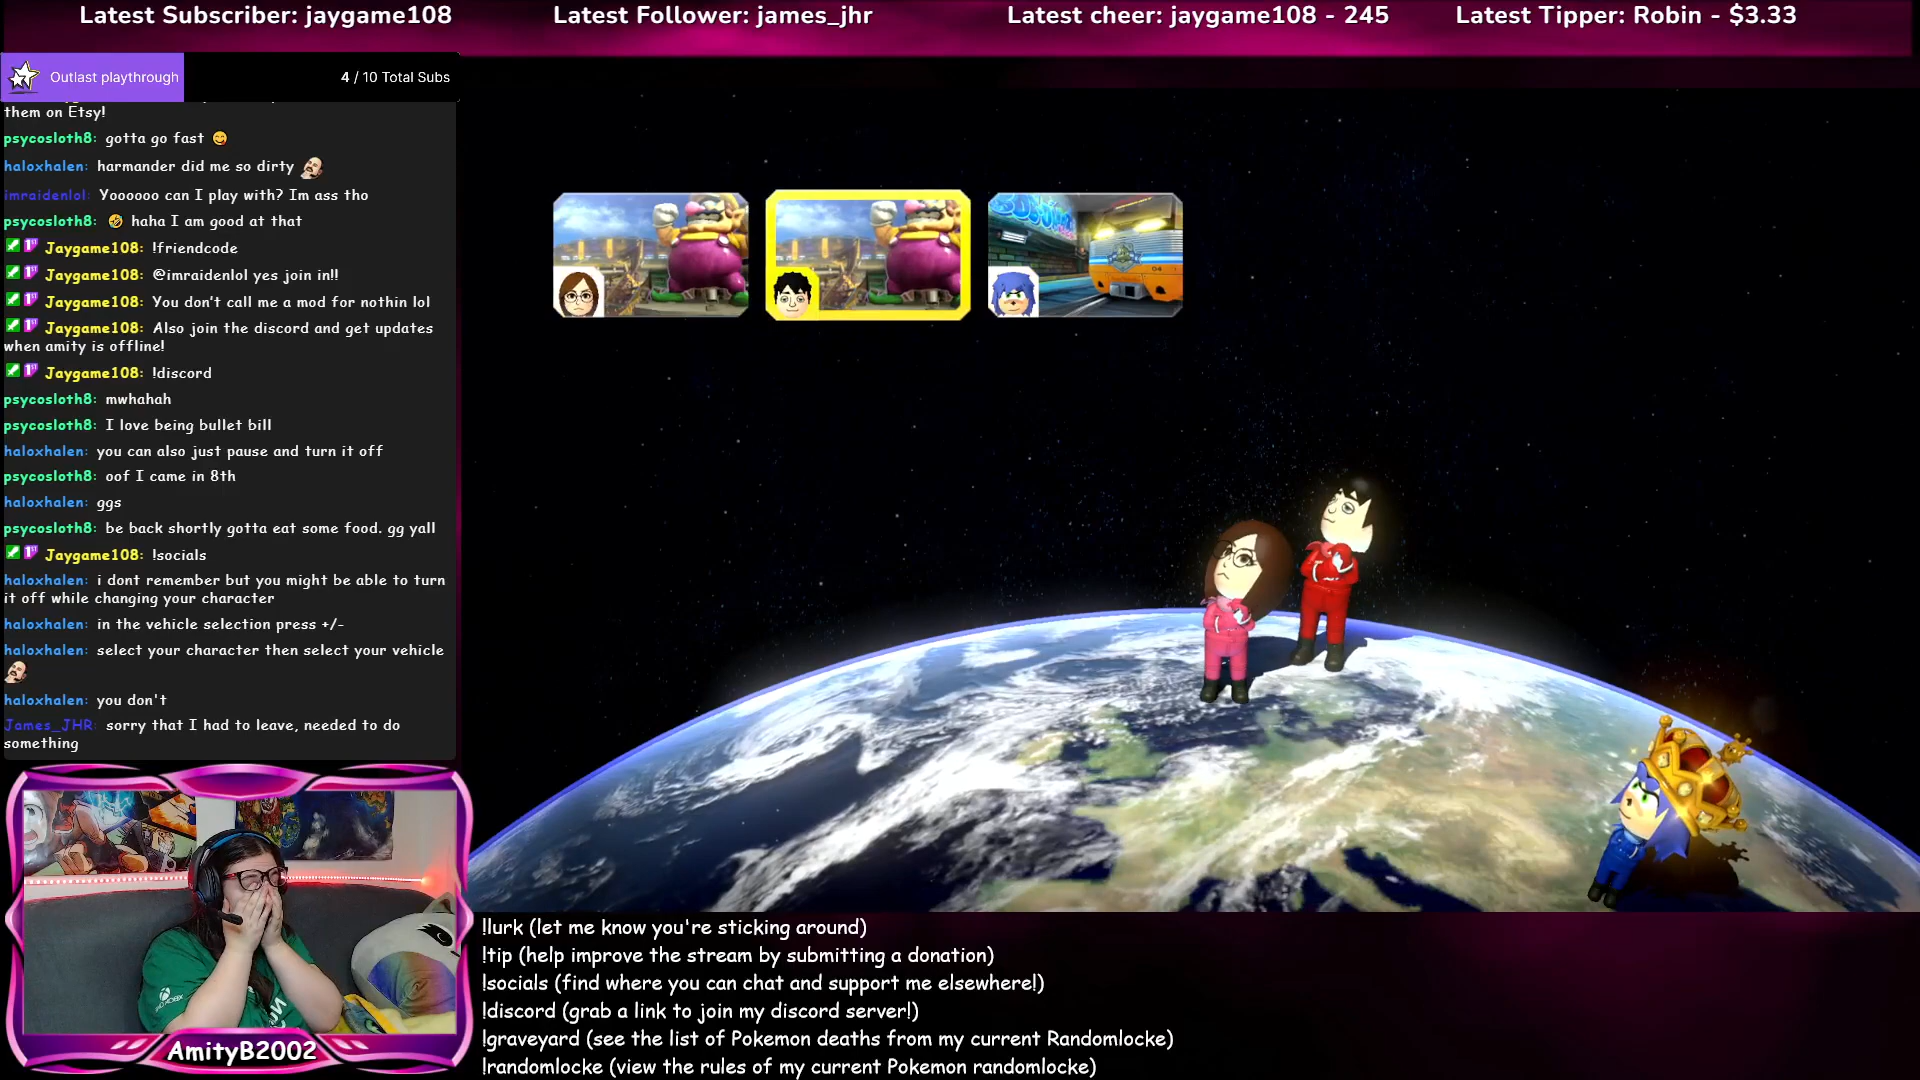 Latest Subscriber: jaygame108
Latest Follower: james_jhr
Latest cheer: jaygame108 - 245
Latest Tipper: Robin - $3.33
Outlast playthrough
4 / 10 Total Subs
them on Etsy!
psycosloth8: gotta go fast
haloxhalen: harmander did me so dirty
imraidenlol: Yoooooo can I play with? Im ass tho
psycosloth8: haha I am good at that
Jaygame108: !friendcode
Jaygame108: @imraidenlol yes join in!!
Jaygame108: You don't call me a mod for nothin lol
Jaygame108: Also join the discord and get updates
when amity is offline!
Jaygame108: !discord
psycosloth8: mwhahah
psycosloth8: I love being bullet bill
haloxhalen: you can also just pause and turn it off
psycosloth8: oof I came in 8th
haloxhalen: ggs
psycosloth8: be back shortly gotta eat some food. gg yall
Jaygame108: !socials
haloxhalen: i dont remember but you might be able to turn
it off while changing your character
haloxhalen: in the vehicle selection press +/-
haloxhalen: select your character then select your vehicle
haloxhalen: you don't
James_JHR: sorry that I had to leave, needed to do
something
XBOX
AmityB2002
!lurk (let me know you're sticking around)
!tip (help improve the stream by submitting a donation)
!socials (find where you can chat and support me elsewhere!)
!discord (grab a link to join my discord server!)
!graveyard (see the list of Pokemon deaths from my current Randomlocke)
!randomlocke (view the rules of my current Pokemon randomlocke)